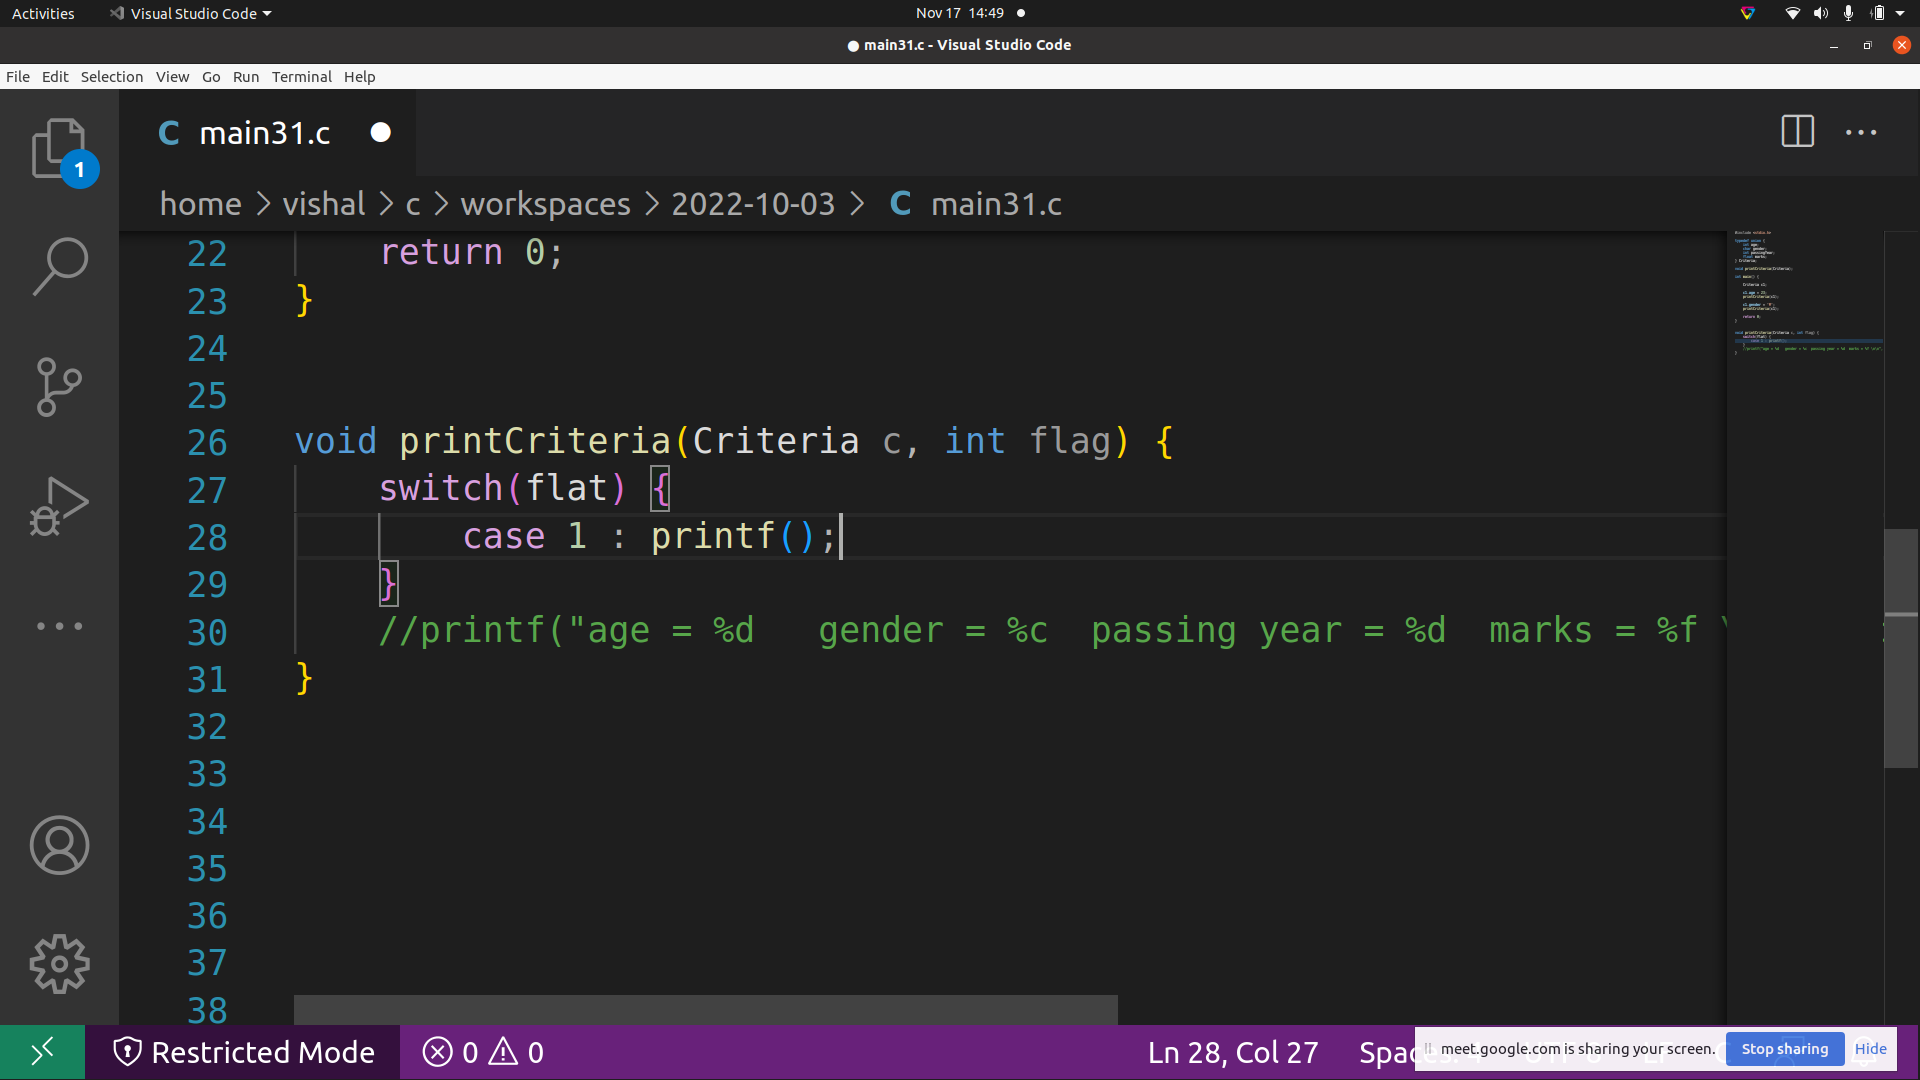 Activities Visual Studio Code Nov 17 14:49
main31.c - Visual Studio Code
File Edit Selection View Go Run Terminal Help
1
C main31.c
home > vishal > c > workspaces > 2022-10-03 > C main31.c
22 return 0;
23 }
24
25
26 void printCriteria(Criteria c, int flag) {
27 switch(flat) {
28 case 1 : printf();
29 }
30 //printf("age = %d   gender = %c  passing year = %d  marks = %f \
31 }
32
33
34
35
36
37
38
Restricted Mode 0 0 Ln 28, Col 27
meet.google.com is sharing your screen. Stop sharing Hide